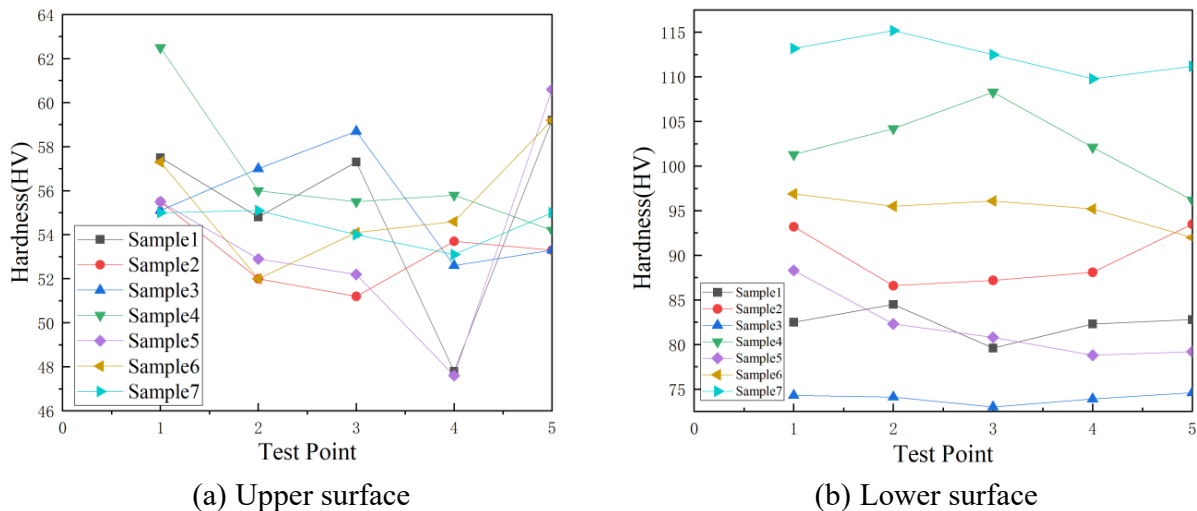 64
62
60
58
56
54
52
50
48
46
Hardness(HV)
Sample1
Sample2
Sample3
Sample4
Sample5
Sample6
Sample7
0
1
2
3
4
5
Test Point
(a) Upper surface
115
110
105
100
95
90
85
80
75
Hardness(HV)
Sample1
Sample2
Sample3
Sample4
Sample5
Sample6
Sample7
0
1
2
3
4
5
Test Point
(b) Lower surface